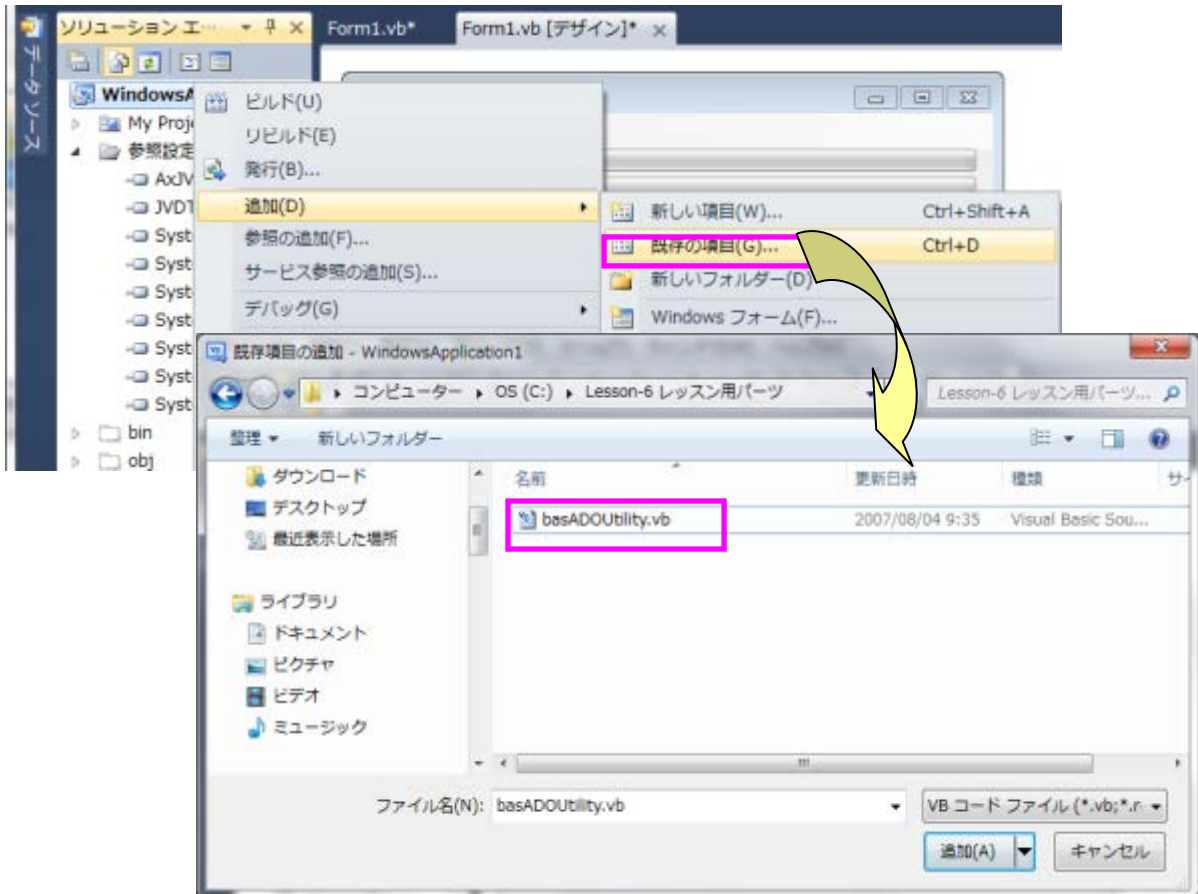 ソリューション エ…
Form1.vb*
Form1.vb [デザイン]*
データ ソース
WindowsA
My Proje
参照設定
AxJV
JVDT
Syst
Syst
Syst
Syst
Syst
Syst
Syst
bin
obj
ビルド(U)
リビルド(E)
発行(B)...
追加(D)
参照の追加(F)...
サービス参照の追加(S)...
デバッグ(G)
新しい項目(W)... Ctrl+Shift+A
既存の項目(G)... Ctrl+D
新しいフォルダー(D)
Windows フォーム(F)...
既存項目の追加 - WindowsApplication1
コンピューター ▸ OS (C:) ▸ Lesson-6 レッスン用パーツ
Lesson-6 レッスン用パーツ...
整理 新しいフォルダー
ダウンロード
デスクトップ
最近表示した場所
ライブラリ
ドキュメント
ピクチャ
ビデオ
ミュージック
名前 更新日時 種類 サ
basADOUtility.vb 2007/08/04 9:35 Visual Basic Sou...
ファイル名(N): basADOUtility.vb
VB コード ファイル (*.vb;*.r
追加(A) キャンセル